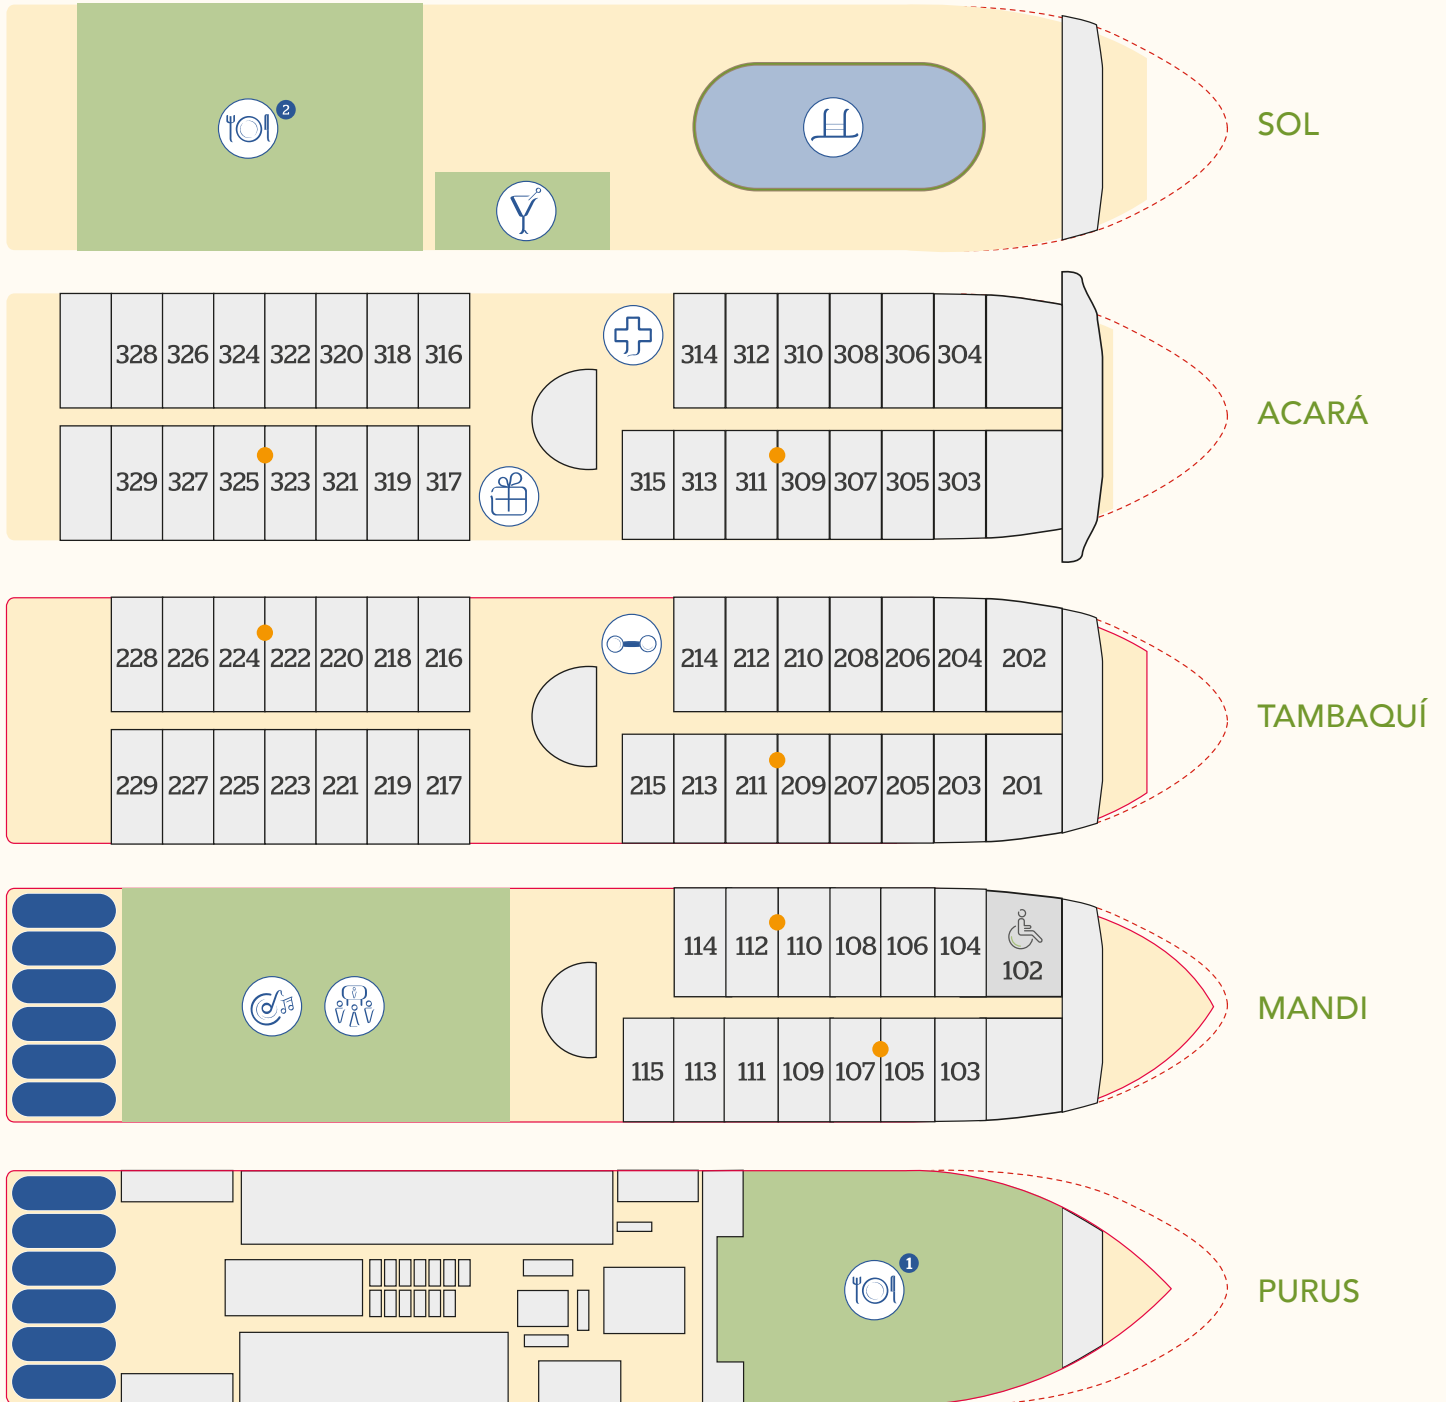 2
SOL
328 326 324 322 320 318 316 314 312 310 308 306 304
ACARÁ
329 327 325 323 321 319 317 315 313 311 309 307 305 303
228 226 224 222 220 218 216 214 212 210 208 206 204 202
TAMBAQUÍ
229 227 225 223 221 219 217 215 213 211 209 207 205 203 201
114 112 110 108 106 104 102
MANDI
115 113 111 109 107 105 103
1
PURUS